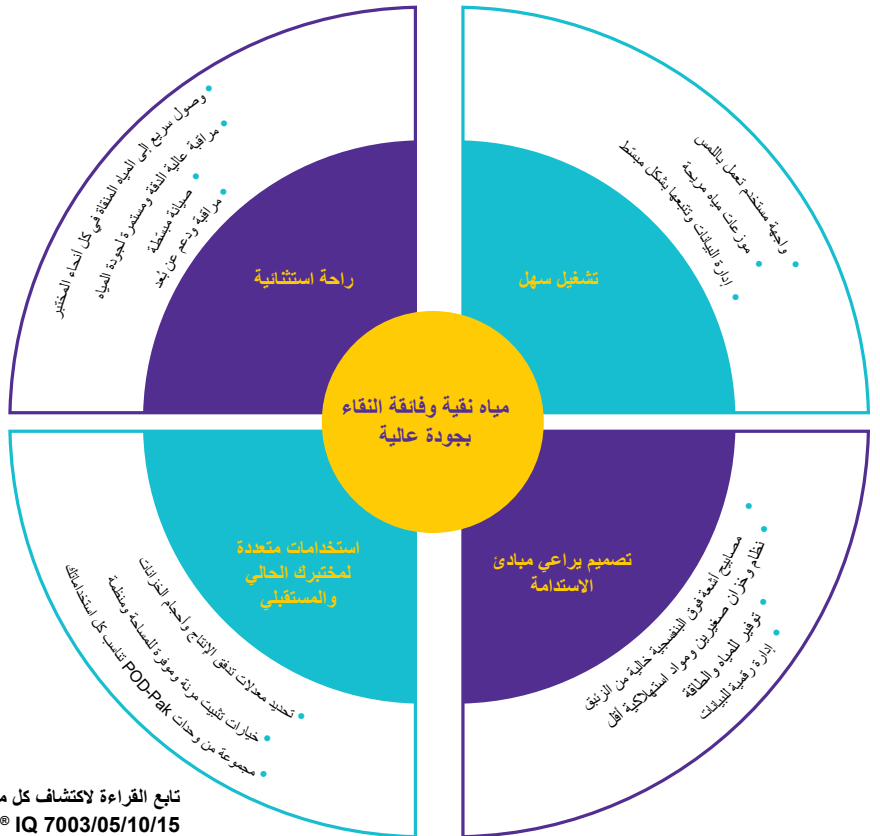 مياه نقية وفائقة النقاء
بجودة عالية
تشغيل سهل
واجهة مستخدم تعمل باللمس
موزعات مياه مريحة
إدارة البيانات وتتبعها بشكل مبسّط
راحة استثنائية
وصول سريع إلى المياه المنقاة في كل أنحاء المختبر
مراقبة عالية الدقة ومستمرة لجودة المياه
صيانة مبسّطة
مراقبة ودعم عن بُعد
تصميم يراعي مبادئ
الاستدامة
مصابيح أشعة فوق البنفسجية خالية من الزئبق
نظام وخزان صغيرين ومواد استهلاكية أقل
توفير للمياه والطاقة
إدارة رقمية للبيانات
استخدامات متعددة
لمختبرك الحالي
والمستقبلي
تحديد معدلات تدفق الإنتاج وأحجام الخزانات
خيارات تثبيت مرنة وموفرة للمساحة ومنظمة
مجموعة من وحدات POD-Pak تناسب كل استخداماتك
تابع القراءة لاكتشاف كل
® IQ 7003/05/10/15